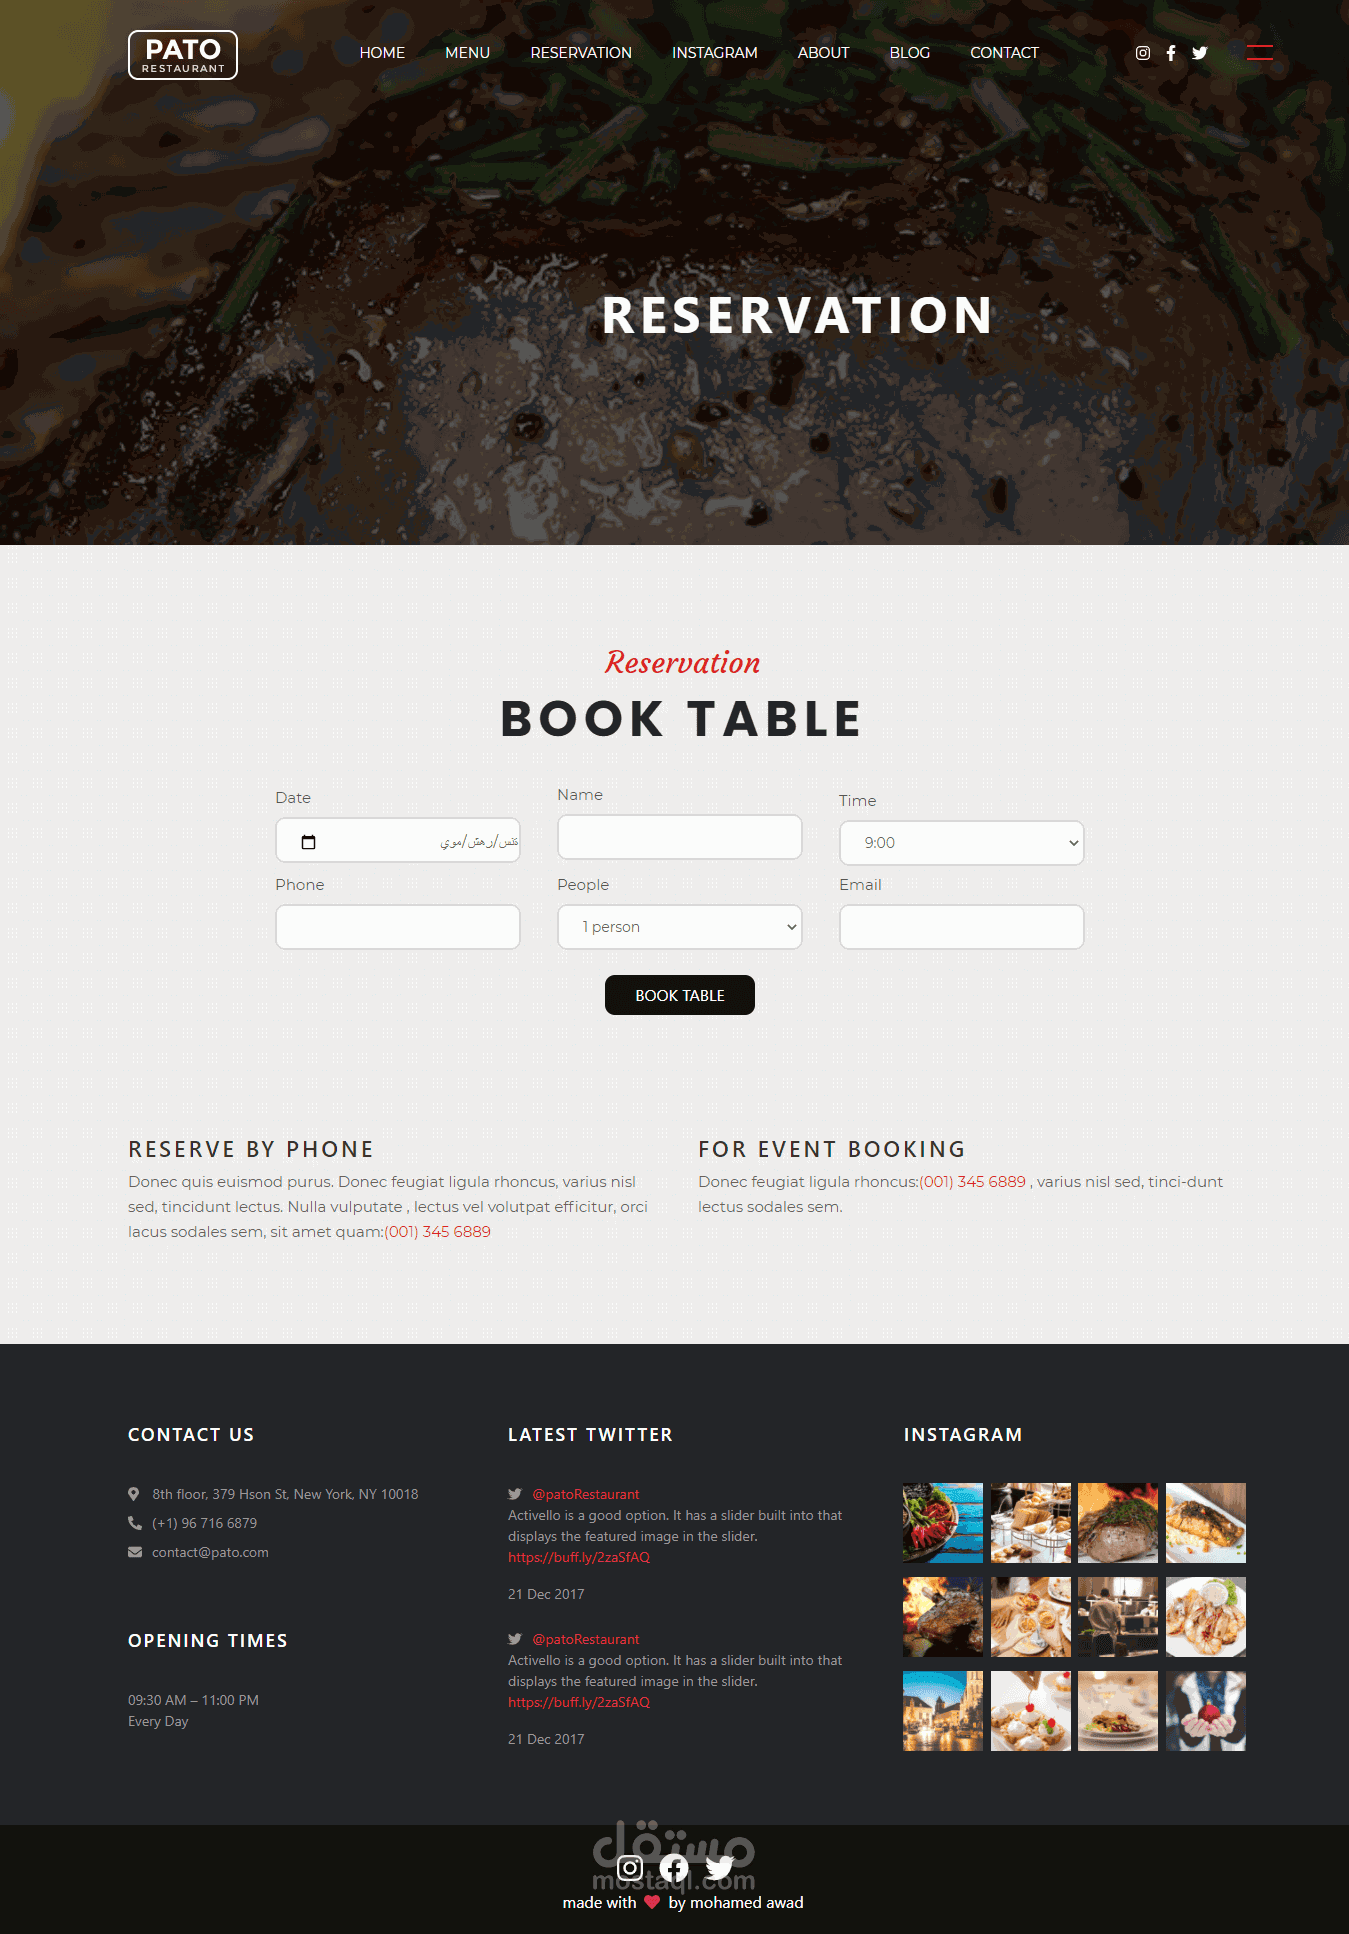 PATO
RESTAURANT
HOME MENU RESERVATION INSTAGRAM ABOUT BLOG CONTACT
RESERVATION
Reservation
BOOK TABLE
Date Name Time
9:00
Phone People Email
1 person
BOOK TABLE
RESERVE BY PHONE
Donec quis euismod purus. Donec feugiat ligula rhoncus, varius nisl
sed, tincidunt lectus. Nulla vulputate , lectus vel volutpat efficitur, orci
lacus sodales sem, sit amet quam:(001) 345 6889
FOR EVENT BOOKING
Donec feugiat ligula rhoncus:(001) 345 6889 , varius nisl sed, tinci-dunt
lectus sodales sem.
CONTACT US
8th floor, 379 Hson St, New York, NY 10018
(+1) 96 716 6879
contact@pato.com
OPENING TIMES
09:30 AM – 11:00 PM
Every Day
LATEST TWITTER
@patoRestaurant
Activello is a good option. It has a slider built into that
displays the featured image in the slider.
https://buff.ly/2zaSfAQ
21 Dec 2017
@patoRestaurant
Activello is a good option. It has a slider built into that
displays the featured image in the slider.
https://buff.ly/2zaSfAQ
21 Dec 2017
INSTAGRAM
مستقل
mostaql.com
made with by mohamed awad